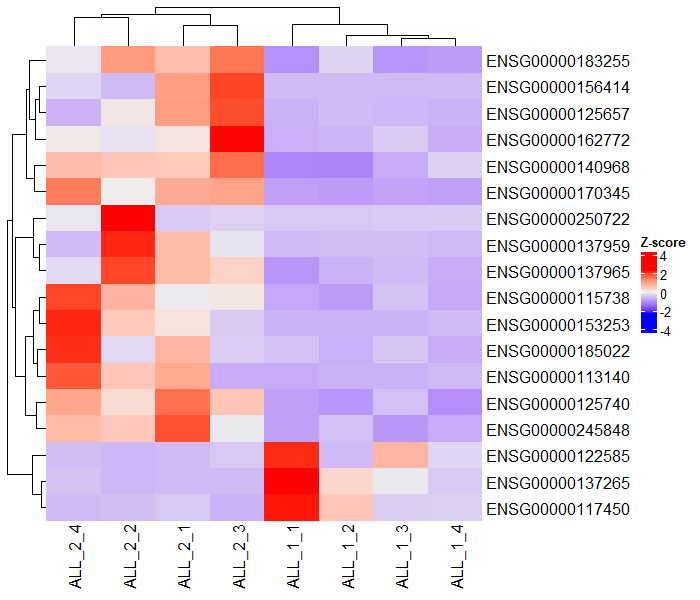 ENSG00000183255
ENSG00000156414
ENSG00000125657
ENSG00000162772
ENSG00000140968
ENSG00000170345
ENSG00000250722
ENSG00000137959
ENSG00000137965
ENSG00000115738
ENSG00000153253
ENSG00000185022
ENSG00000113140
ENSG00000125740
ENSG00000245848
ENSG00000122585
ENSG00000137265
ENSG00000117450
Z-score
4
2
0
-2
-4
ALL_2_4
ALL_2_2
ALL_2_1
ALL_2_3
ALL_1_1
ALL_1_2
ALL_1_3
ALL_1_4